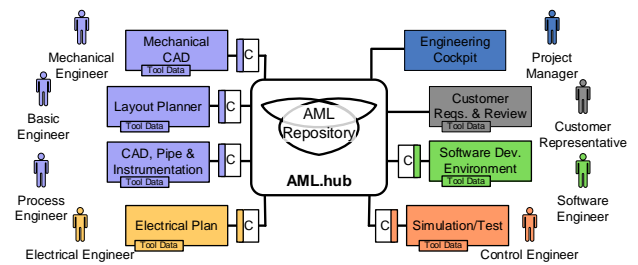 Mechanical
Engineer
Mechanical
CAD
Tool Data
C
Engineering
Cockpit
Project
Manager
Basic
Engineer
Layout Planner
Tool Data
C
AML
Repository
AML.hub
Customer
Reqs. & Review
Tool Data
Customer
Representative
Process
Engineer
CAD, Pipe &
Instrumentation
Tool Data
C
C
Software Dev.
Environment
Tool Data
Software
Engineer
Electrical Engineer
Electrical Plan
Tool Data
C
C
Simulation/Test
Tool Data
Control Engineer